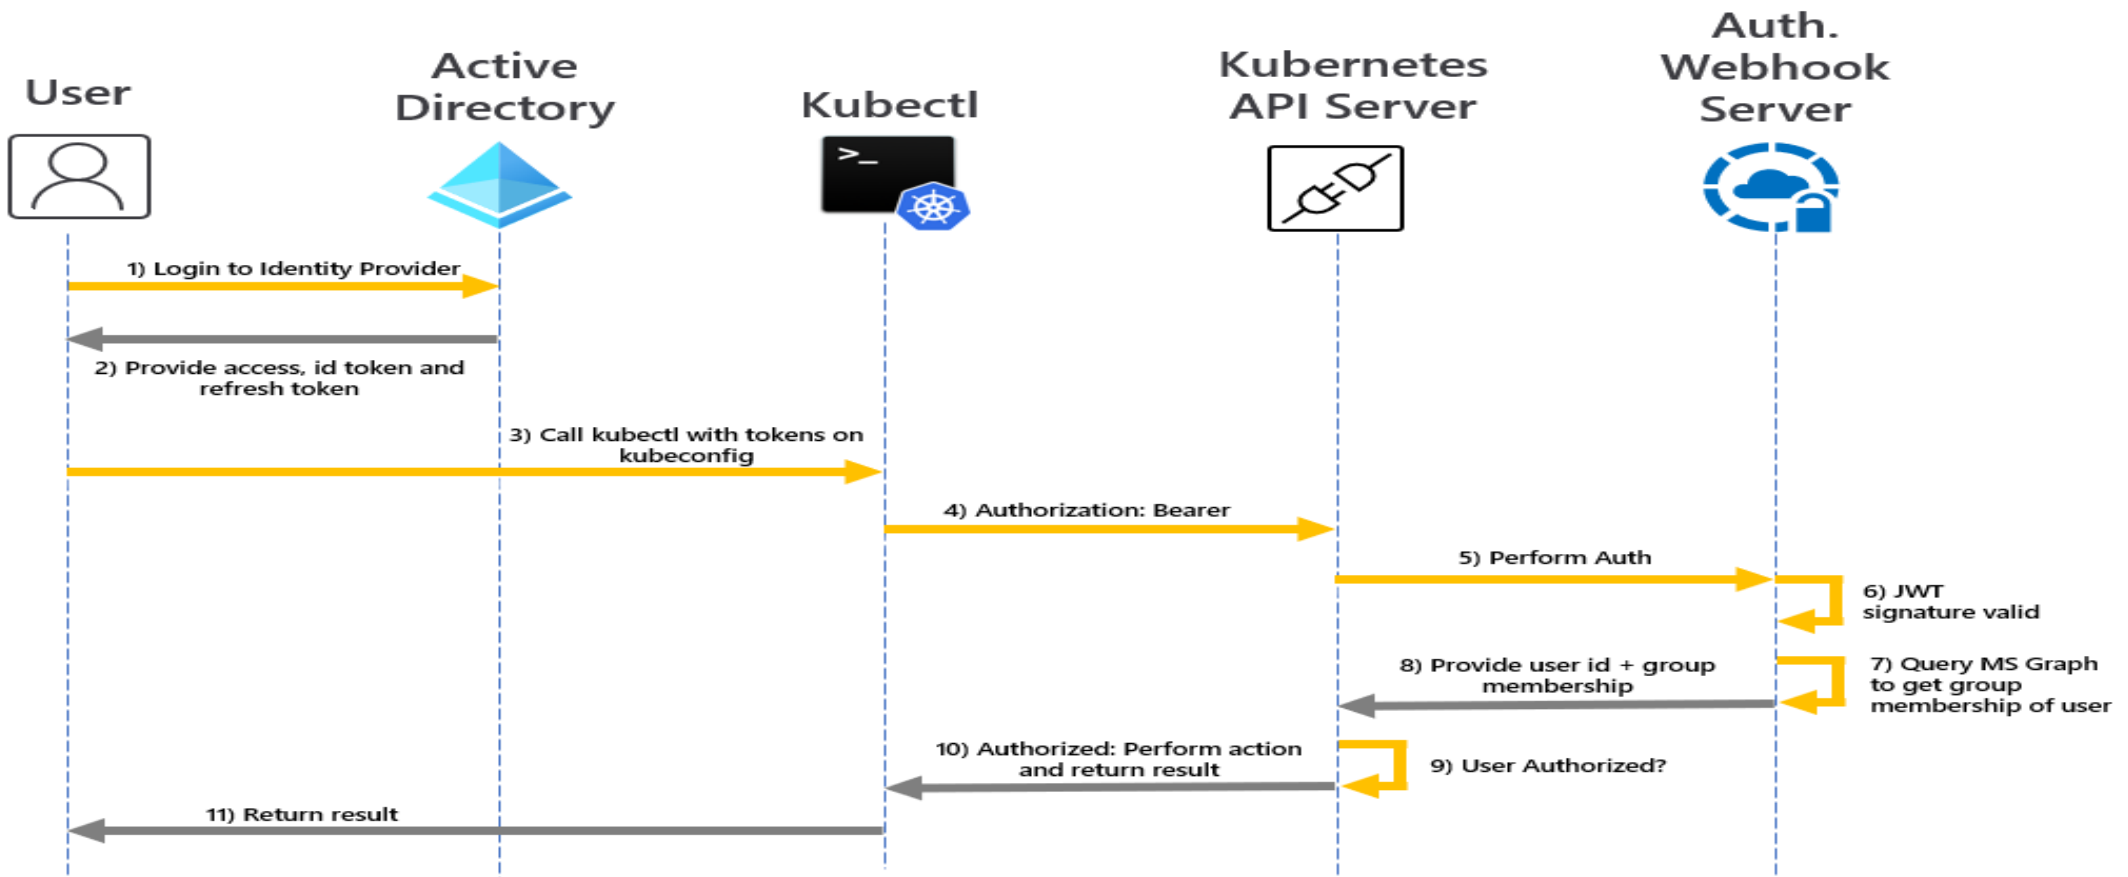 User
Active
Directory
Kubectl
Kubernetes
API Server
Auth.
Webhook
Server
>_
1) Login to Identity Provider
2) Provide access, id token and
refresh token
3) Call kubectl with tokens on
kubeconfig
4) Authorization: Bearer
5) Perform Auth
6) JWT
signature valid
7) Query MS Graph
to get group
membership of user
8) Provide user id + group
membership
9) User Authorized?
10) Authorized: Perform action
and return result
11) Return result